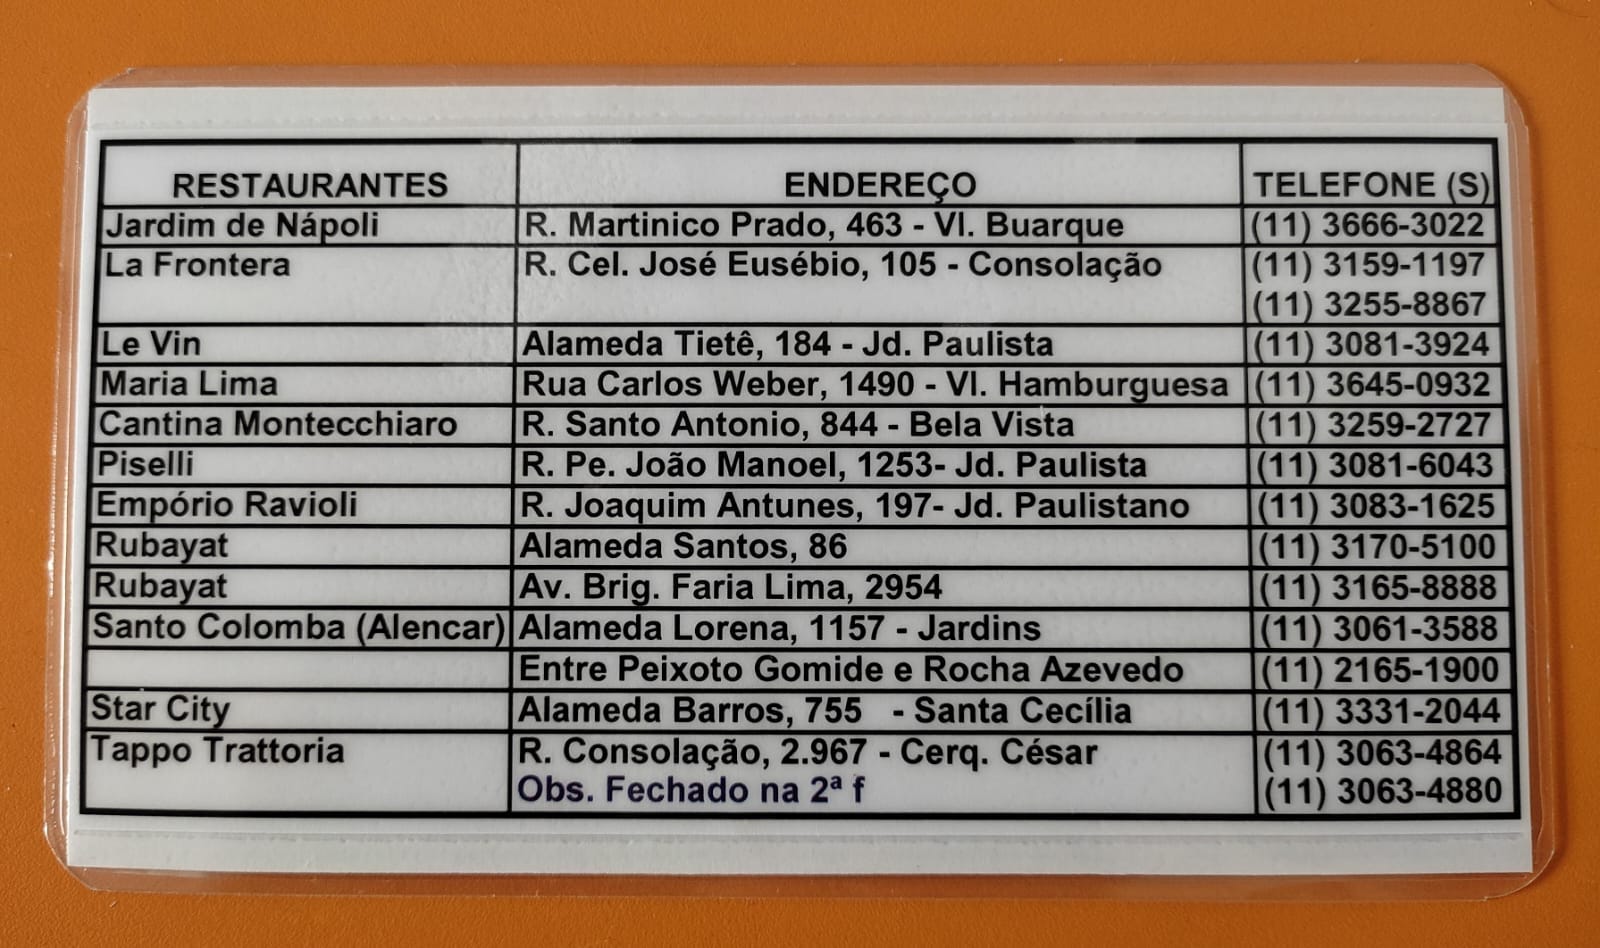 RESTAURANTES ENDEREÇO TELEFONE (S)
Jardim de Nápoli R. Martinico Prado, 463 - Vl. Buarque (11) 3666-3022
La Frontera R. Cel. José Eusébio, 105 - Consolação (11) 3159-1197
(11) 3255-8867
Le Vin Alameda Tietê, 184 - Jd. Paulista (11) 3081-3924
Maria Lima Rua Carlos Weber, 1490 - Vl. Hamburguesa (11) 3645-0932
Cantina Montecchiaro R. Santo Antonio, 844 - Bela Vista (11) 3259-2727
Piselli R. Pe. João Manoel, 1253- Jd. Paulista (11) 3081-6043
Empório Ravioli R. Joaquim Antunes, 197- Jd. Paulistano (11) 3083-1625
Rubayat Alameda Santos, 86 (11) 3170-5100
Rubayat Av. Brig. Faria Lima, 2954 (11) 3165-8888
Santo Colomba (Alencar) Alameda Lorena, 1157 - Jardins (11) 3061-3588
Entre Peixoto Gomide e Rocha Azevedo (11) 2165-1900
Star City Alameda Barros, 755 - Santa Cecília (11) 3331-2044
Tappo Trattoria R. Consolação, 2.967 - Cerq. César (11) 3063-4864
Obs. Fechado na 2ª f (11) 3063-4880